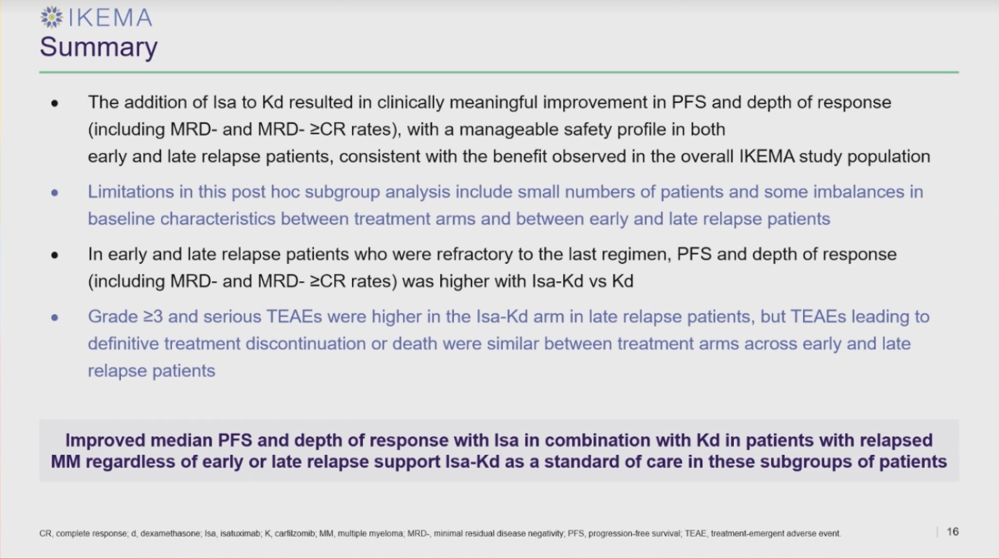 IKEMA
Summary
• The addition of Isa to Kd resulted in clinically meaningful improvement in PFS and depth of response
(including MRD- and MRD- ≥CR rates), with a manageable safety profile in both
early and late relapse patients, consistent with the benefit observed in the overall IKEMA study population
• Limitations in this post hoc subgroup analysis include small numbers of patients and some imbalances in
baseline characteristics between treatment arms and between early and late relapse patients
• In early and late relapse patients who were refractory to the last regimen, PFS and depth of response
(including MRD- and MRD- ≥CR rates) was higher with Isa-Kd vs Kd
• Grade ≥3 and serious TEAEs were higher in the Isa-Kd arm in late relapse patients, but TEAEs leading to
definitive treatment discontinuation or death were similar between treatment arms across early and late
relapse patients
Improved median PFS and depth of response with Isa in combination with Kd in patients with relapsed
MM regardless of early or late relapse support Isa-Kd as a standard of care in these subgroups of patients
CR, complete response; d, dexamethasone; Isa, isatuximab; K, carfilzomib; MM, multiple myeloma; MRD-, minimal residual disease negativity; PFS, progression-free survival; TEAE, treatment-emergent adverse event.
16